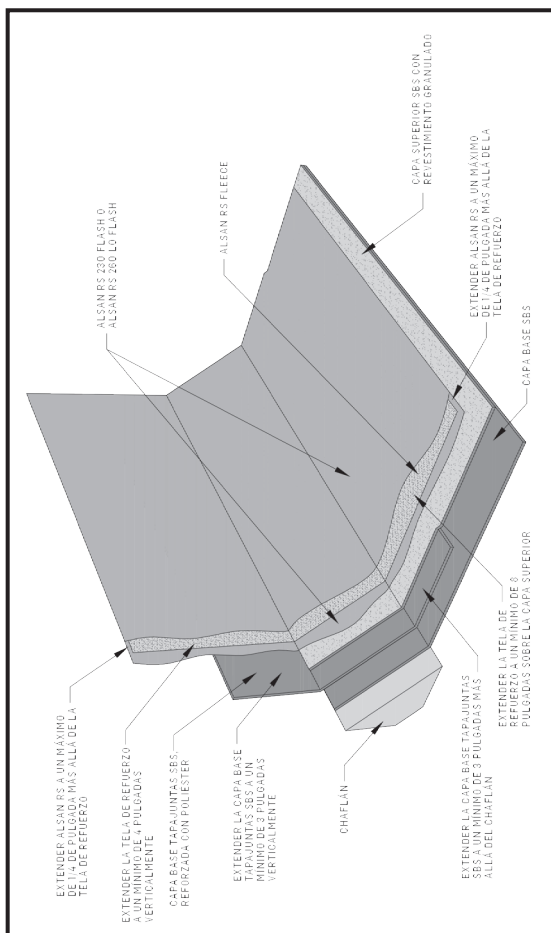 EXTENDER ALSAN RS A UN MÁXIMO
DE 1/4 DE PULGADA MÁS ALLÁ DE LA
TELA DE REFUERZO
EXTENDER LA TELA DE REFUERZO
A UN MÍNIMO DE 4 PULGADAS
VERTICALMENTE
CAPA BASE TAPAJUNTAS SBS,
REFORZADA CON POLIESTER
EXTENDER LA CAPA BASE
TAPAJUNTAS SBS A UN
MÍNIMO DE 3 PULGADAS
VERTICALMENTE
CHAFLÁN
EXTENDER LA CAPA BASE TAPAJUNTAS
SBS A UN MÍNIMO DE 3 PULGADAS MÁS
ALLÁ DEL CHAFLÁN
EXTENDER LA TELA DE
REFUERZO A UN MÍNIMO DE 6
PULGADAS SOBRE LA CAPA SUPERIOR
ALSAN RS 230 FLASH O
ALSAN RS 260 LO FLASH
ALSAN RS FLEECE
CAPA SUPERIOR SBS CON
REVESTIMIENTO GRANULADO
EXTENDER ALSAN RS A UN MÁXIMO
DE 1/4 DE PULGADA MÁS ALLÁ DE LA
TELA DE REFUERZO
CAPA BASE SBS